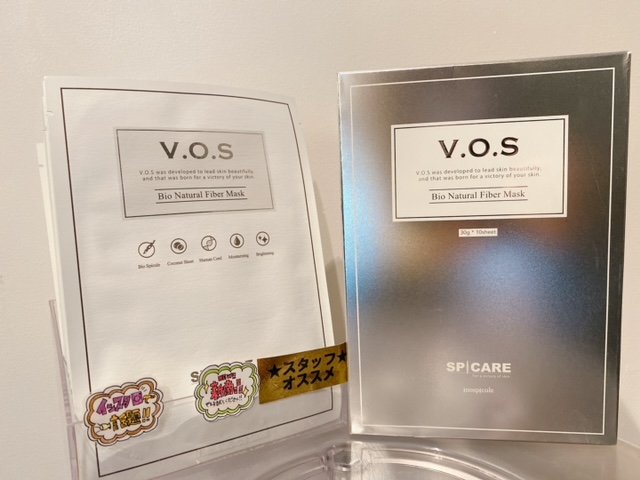 V.O.S
V.O.S was developed to lead skin beautifully,
and that was born for a victory of your skin
Bio Natural Fiber Mask
Bio Spicule
Coconut Sheet
Human Cord
Moisturizing
Brightening
S
★スタッフ★
オススメ
V.O.S
V.O.S was developed to lead skin beautifully,
and that was born for a victory of your skin
Bio Natural Fiber Mask
30g * 10sheet
SP|CARE